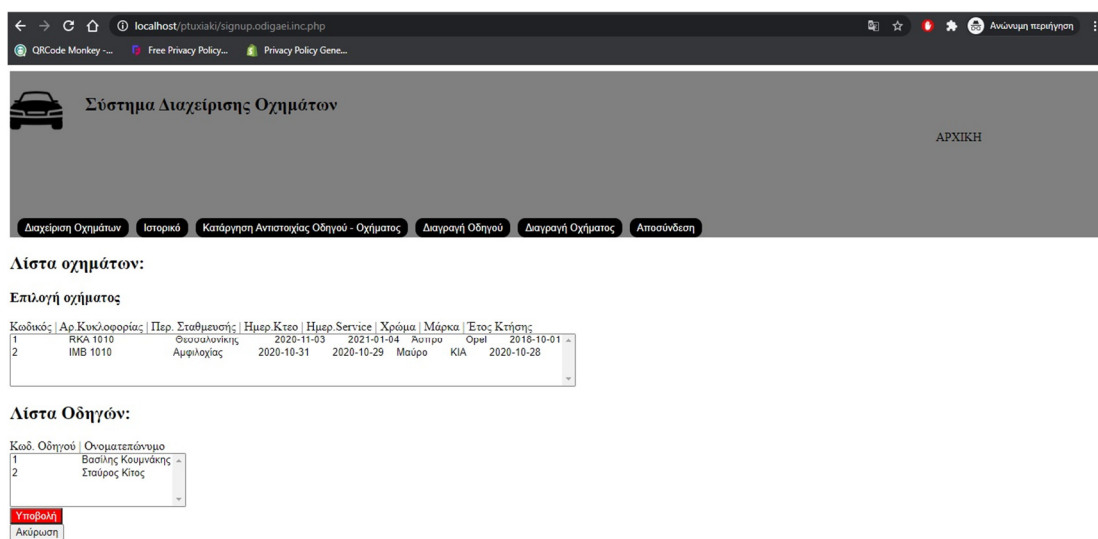 localhost/ptuxiaki/signup.odigaei.inc.php
Ανώνυμη περιήγηση
QRCode Monkey -... Free Privacy Policy... Privacy Policy Gene...
Σύστημα Διαχείρισης Οχημάτων
ΑΡΧΙΚΗ
Διαχείριση Οχημάτων Ιστορικό Κατάργηση Αντιστοιχίας Οδηγού - Οχήματος Διαγραγή Οδηγού Διαγραγή Οχήματος Αποσύνδεση
Λίστα οχημάτων:
Επιλογή οχήματος
Κωδικός | Αρ.Κυκλοφορίας | Περ. Σταθμευσής | Ημερ.Κτεο | Ημερ.Service | Χρώμα | Μάρκα | Έτος Κτήσης
1 RKA 1010 Θεσσαλονίκης 2020-11-03 2021-01-04 Άσπρο Opel 2018-10-01
2 IMB 1010 Αμφιλοχίας 2020-10-31 2020-10-29 Μαύρο KIA 2020-10-28
Λίστα Οδηγών:
Κωδ. Οδηγού | Ονοματεπώνυμο
1 Βασίλης Κουμνάκης
2 Σταύρος Κίτος
Υποβολή
Ακύρωση